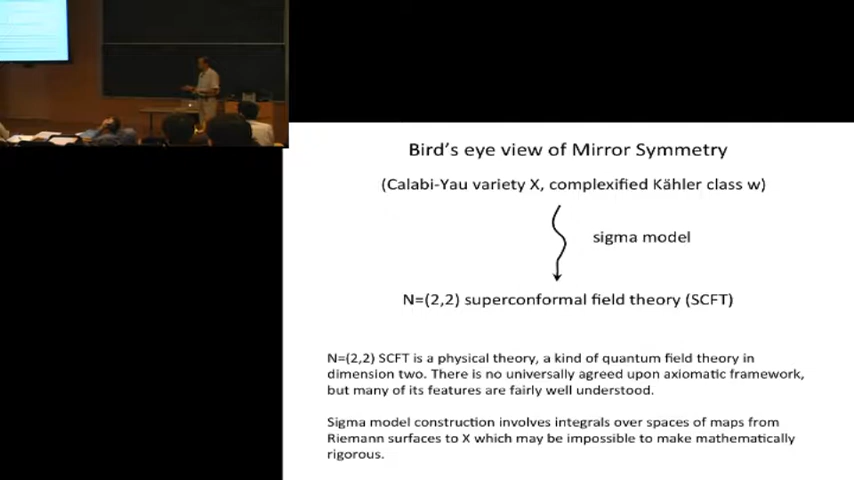 Bird's eye view of Mirror Symmetry
(Calabi-Yau variety X, complexified Kähler class w)
sigma model
N=(2,2) superconformal field theory (SCFT)
N=(2,2) SCFT is a physical theory, a kind of quantum field theory in
dimension two. There is no universally agreed upon axiomatic framework,
but many of its features are fairly well understood.
Sigma model construction involves integrals over spaces of maps from
Riemann surfaces to X which may be impossible to make mathematically
rigorous.